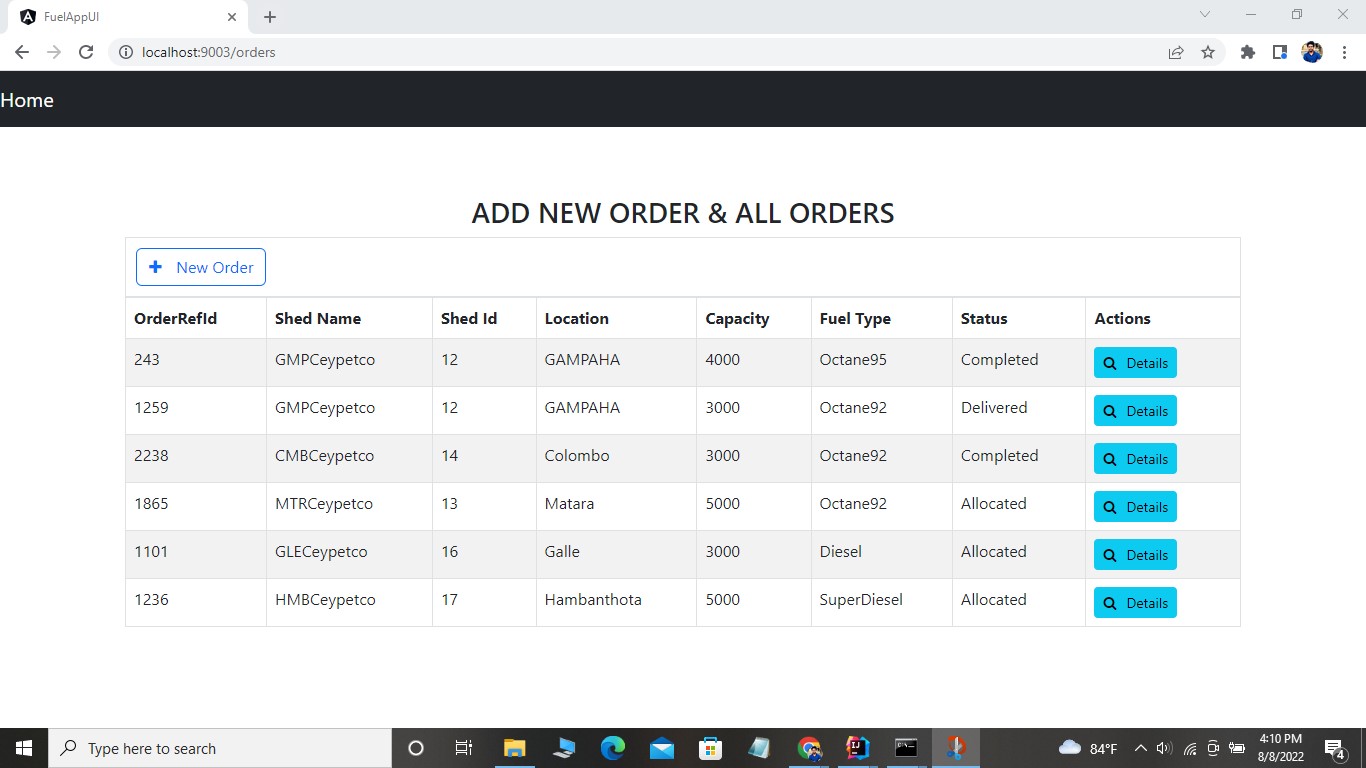 FuelAppUI
localhost:9003/orders
Home
ADD NEW ORDER & ALL ORDERS
New Order
OrderRefId Shed Name Shed Id Location Capacity Fuel Type Status Actions
243 GMPCeypetco 12 GAMPAHA 4000 Octane95 Completed Details
1259 GMPCeypetco 12 GAMPAHA 3000 Octane92 Delivered Details
2238 CMBCeypetco 14 Colombo 3000 Octane92 Completed Details
1865 MTRCeypetco 13 Matara 5000 Octane92 Allocated Details
1101 GLECeypetco 16 Galle 3000 Diesel Allocated Details
1236 HMBCeypetco 17 Hambanthota 5000 SuperDiesel Allocated Details
Type here to search
84°F
4:10 PM
8/8/2022
4